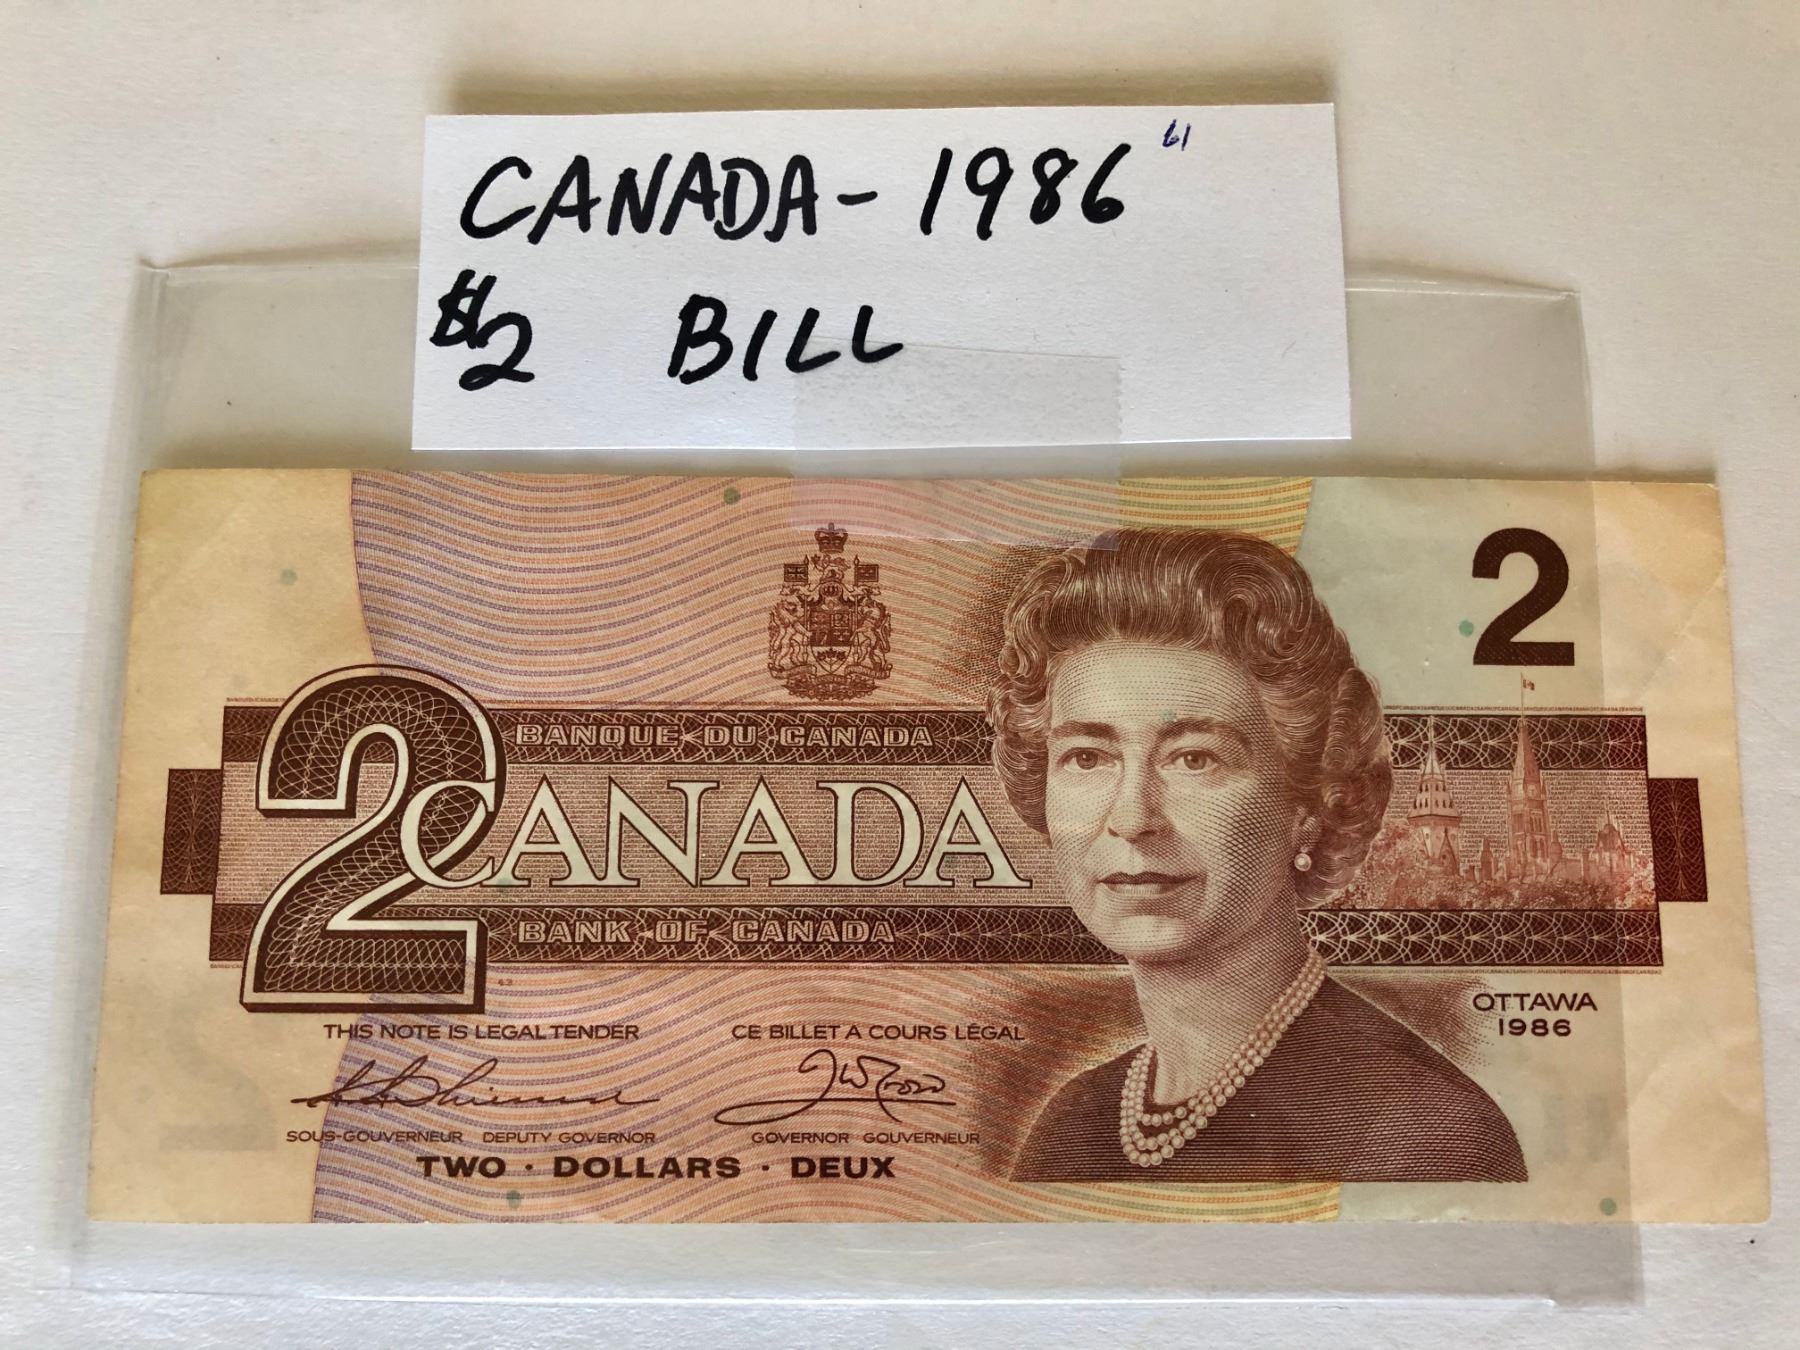 CANADA - 1986
61
$2 BILL
2
2
BANQUE DU CANADA
CANADA
BANK OF CANADA
OTTAWA
1986
THIS NOTE IS LEGAL TENDER
CE BILLET A COURS LÉGAL
SOUS-GOUVERNEUR DEPUTY GOVERNOR
GOVERNOR GOUVERNEUR
TWO · DOLLARS · DEUX